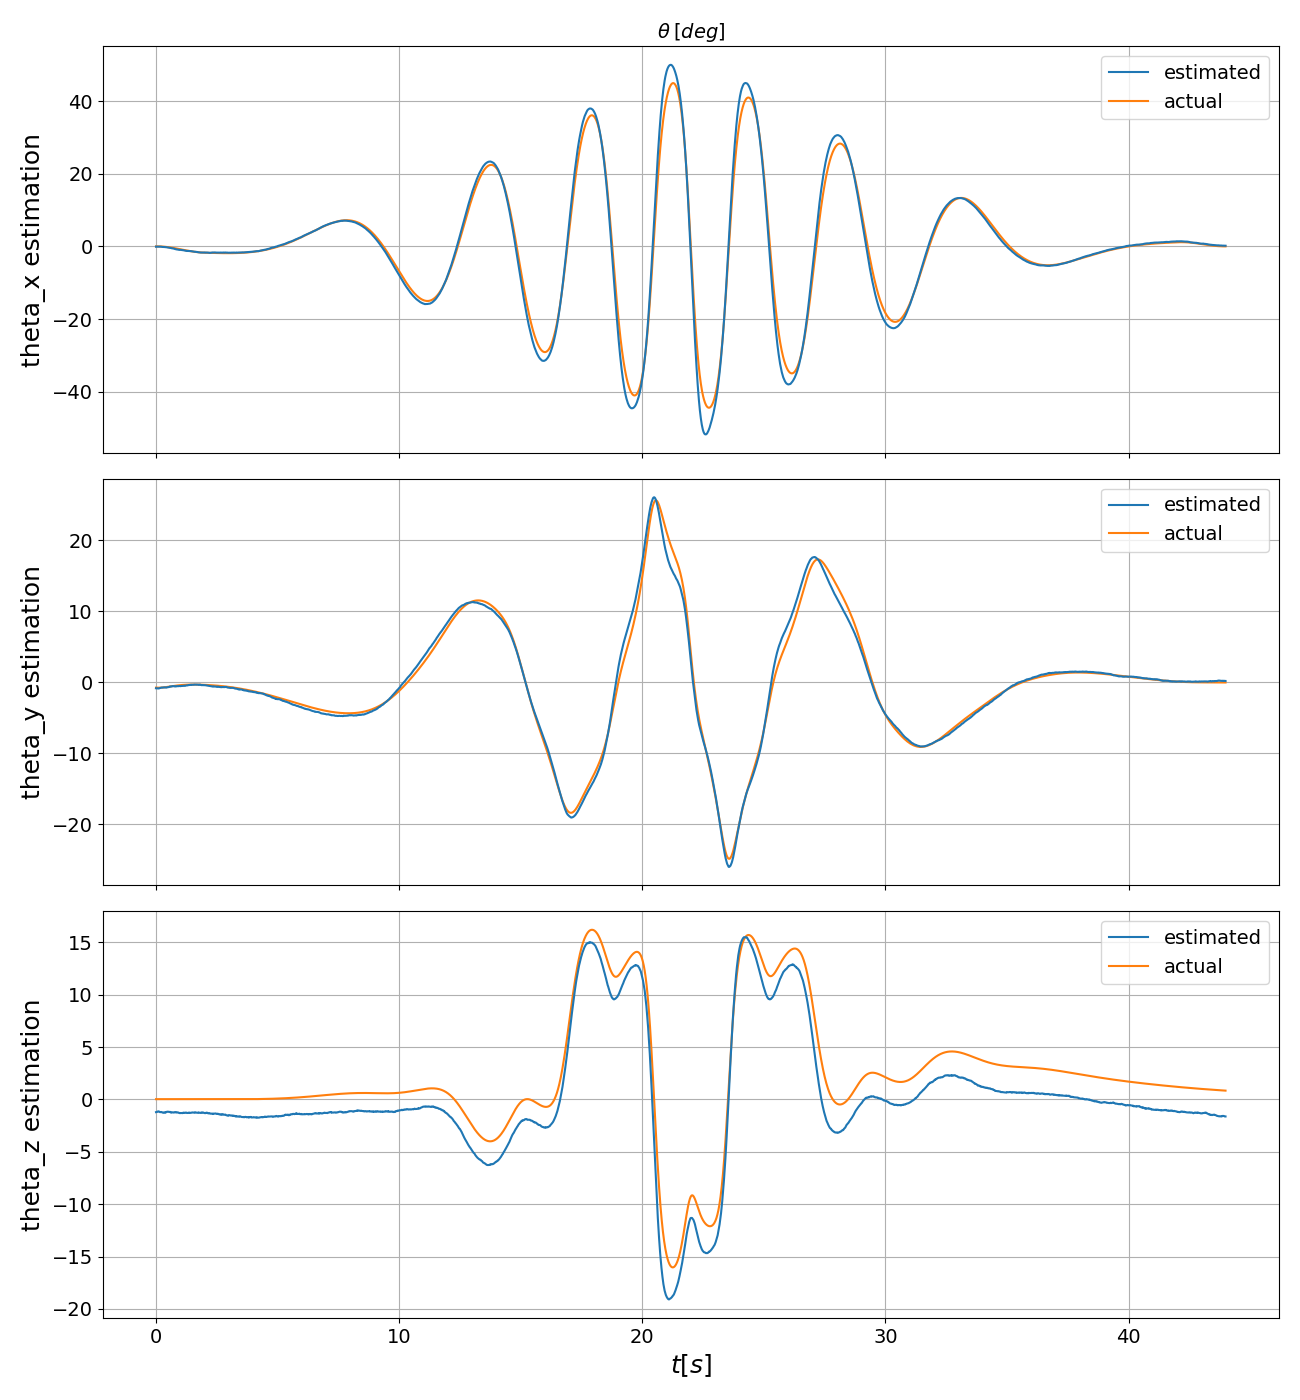 θ [deg]
theta_x estimation
40
20
0
−20
−40
estimated
actual
theta_y estimation
20
10
0
−10
−20
estimated
actual
theta_z estimation
15
10
5
0
−5
−10
−15
−20
estimated
actual
0 10 20 30 40
t[s]